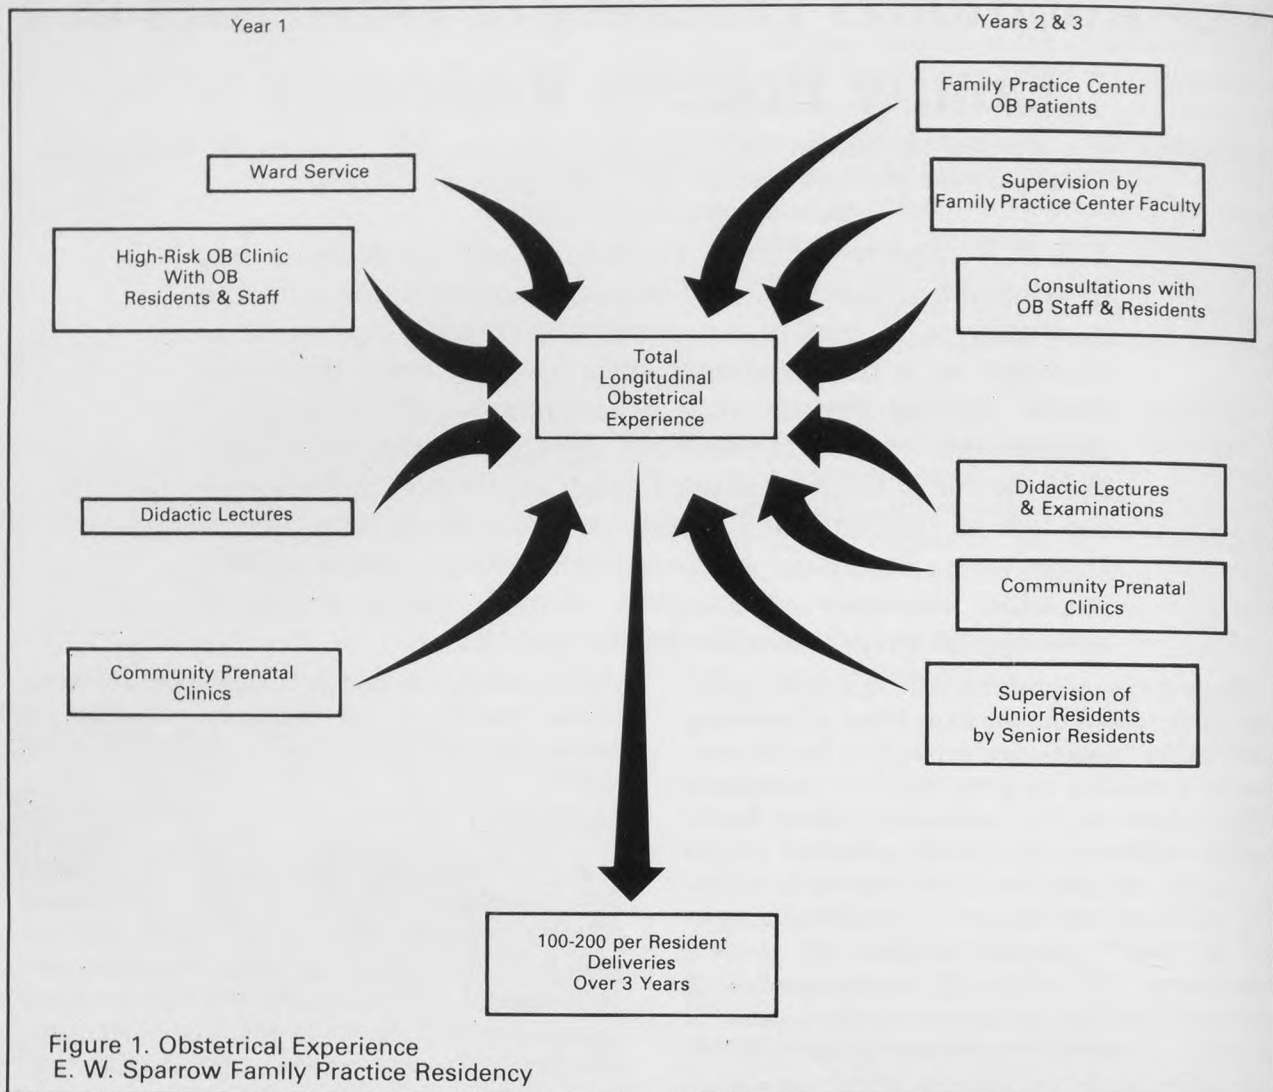 Year 1
Years 2 & 3
Ward Service
High-Risk OB Clinic
With OB
Residents & Staff
Didactic Lectures
Community Prenatal
Clinics
Family Practice Center
OB Patients
Supervision by
Family Practice Center Faculty
Consultations with
OB Staff & Residents
Total
Longitudinal
Obstetrical
Experience
Didactic Lectures
& Examinations
Community Prenatal
Clinics
Supervision of
Junior Residents
by Senior Residents
100-200 per Resident
Deliveries
Over 3 Years
Figure 1. Obstetrical Experience
E. W. Sparrow Family Practice Residency